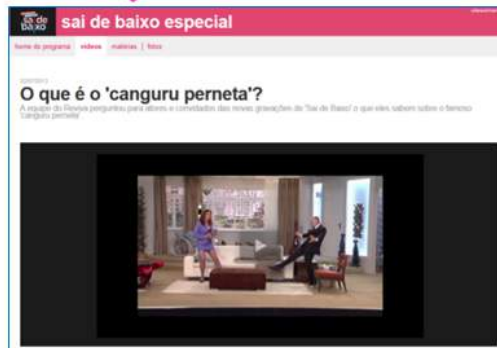 sai de baixo
sai de baixo especial
home do programa vídeos matérias | fotos
O que é o 'canguru perneta'?
A equipe do Revista perguntou para atores e convidados das novas gravações do 'Sai de Baixo' o que eles sabem sobre o famoso
'canguru perneta'